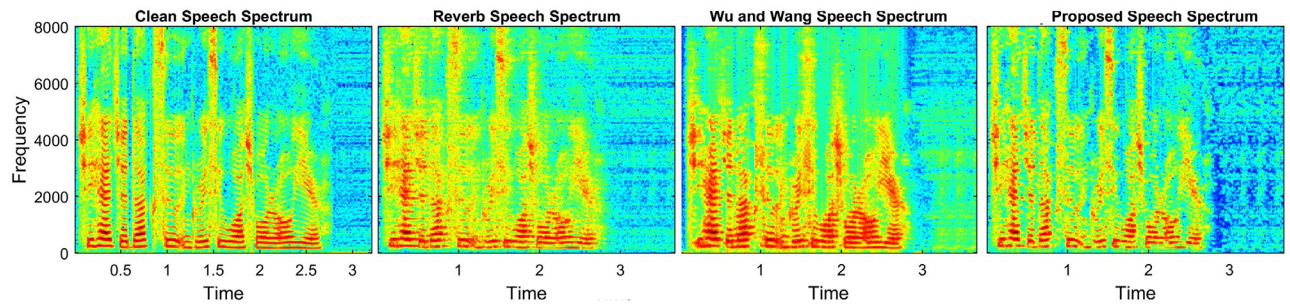 Clean Speech Spectrum
Reverb Speech Spectrum
Wu and Wang Speech Spectrum
Proposed Speech Spectrum
Frequency
8000
6000
4000
2000
0
0.5 1 1.5 2 2.5 3
1 2 3
1 2 3
1 2 3
Time
Time
Time
Time